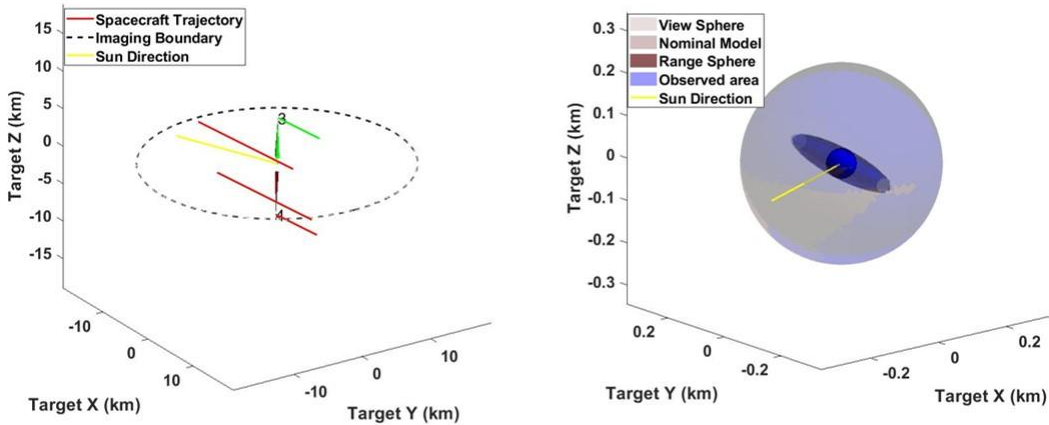 Spacecraft Trajectory
Imaging Boundary
Sun Direction
15
10
5
0
-5
-10
-15
Target Z (km)
3
4
-10
0
10
Target X (km)
-10
0
10
Target Y (km)
View Sphere
Nominal Model
Range Sphere
Observed area
Sun Direction
0.3
0.2
0.1
0
-0.1
-0.2
-0.3
Target Z (km)
0.2
0
-0.2
Target Y (km)
-0.2
0
0.2
Target X (km)